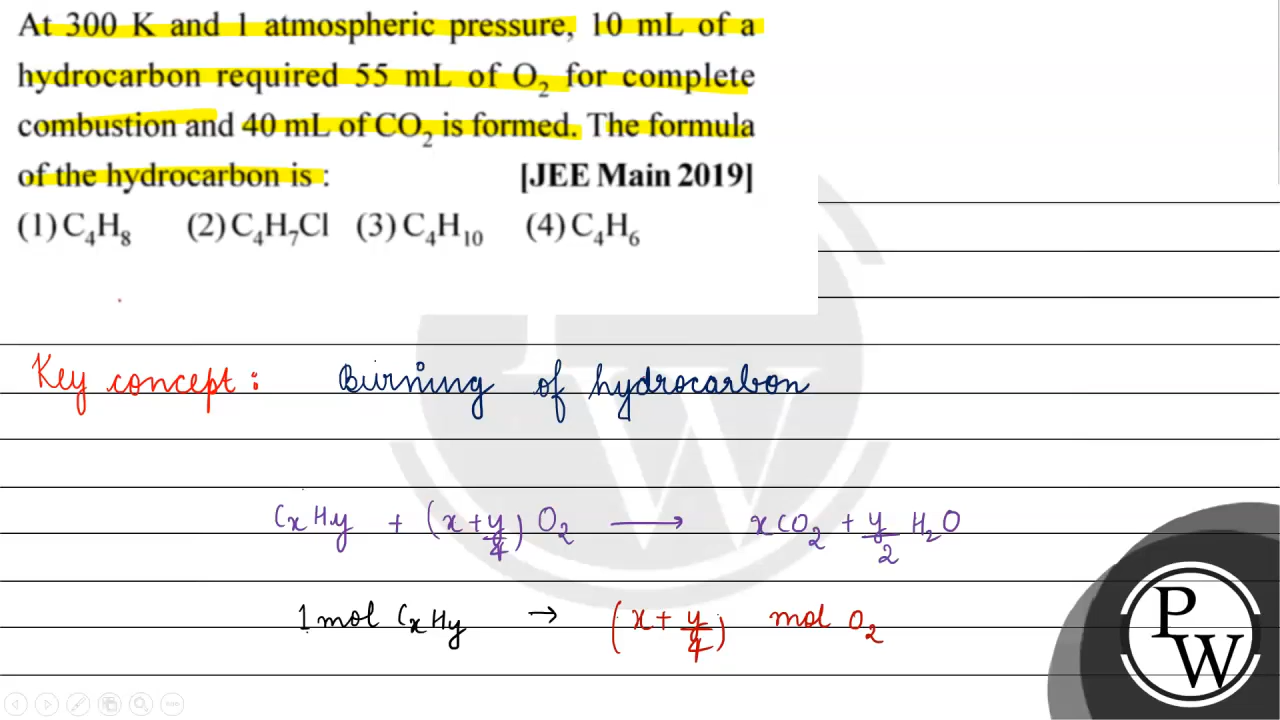 At 300 K and 1 atmospheric pressure, 10 mL of a
hydrocarbon required 55 mL of O₂ for complete
combustion and 40 mL of CO₂ is formed. The formula
of the hydrocarbon is : [JEE Main 2019]
(1) C₄H₈ (2) C₄H₇Cl (3) C₄H₁₀ (4) C₄H₆
Key concept : Burning of hydrocarbon
CxHy + (x + y/4) O₂ ⟶ xCO₂ + y/2 H₂O
1 mol CxHy → (x + y/4) mol O₂
PW